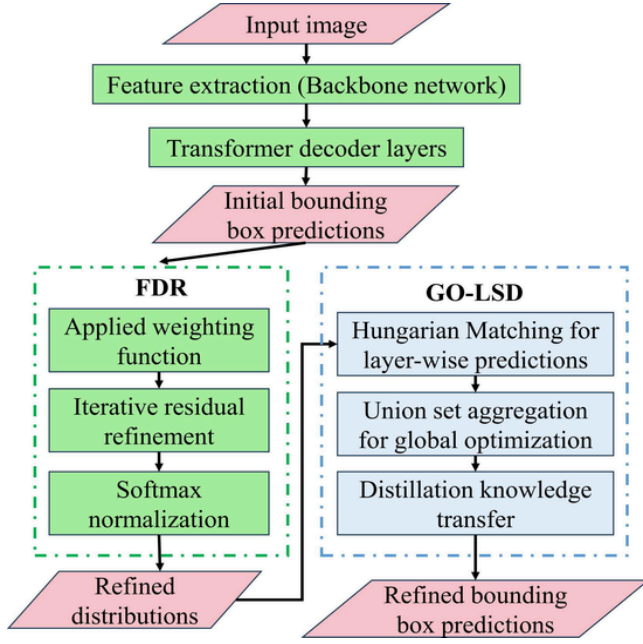 Input image
Feature extraction (Backbone network)
Transformer decoder layers
Initial bounding
box predictions
FDR
Applied weighting
function
Iterative residual
refinement
Softmax
normalization
Refined
distributions
GO-LSD
Hungarian Matching for
layer-wise predictions
Union set aggregation
for global optimization
Distillation knowledge
transfer
Refined bounding
box predictions